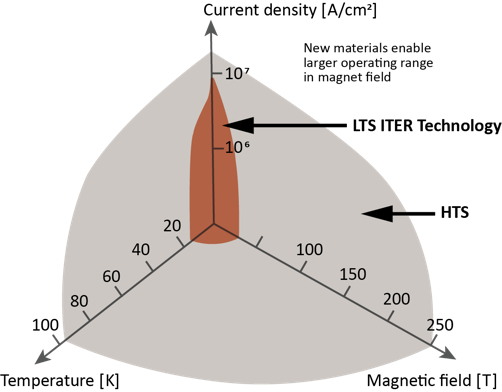 Current density [A/cm²]
New materials enable
larger operating range
in magnet field
10⁷
LTS ITER Technology
10⁶
HTS
20
40
60
80
100
100
150
200
250
Temperature [K]
Magnetic field [T]